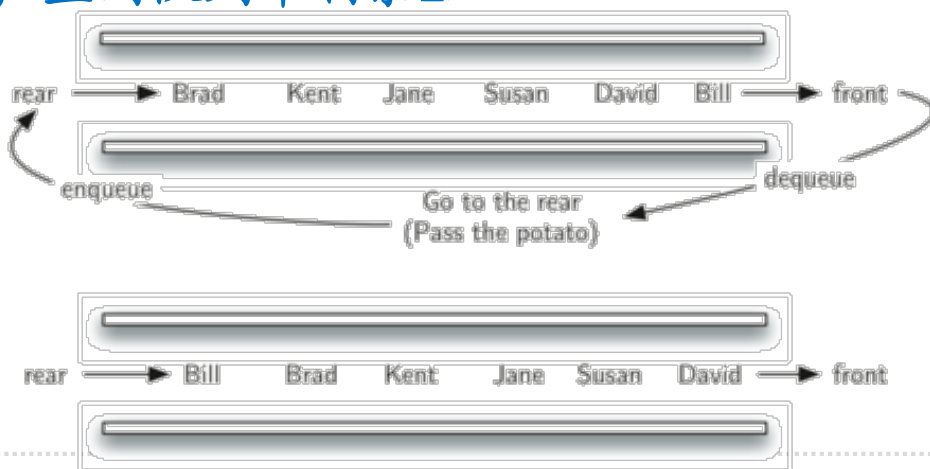 rear Brad Kent Jane Susan David Bill front
enqueue dequeue
Go to the rear
(Pass the potato)
rear Bill Brad Kent Jane Susan David front